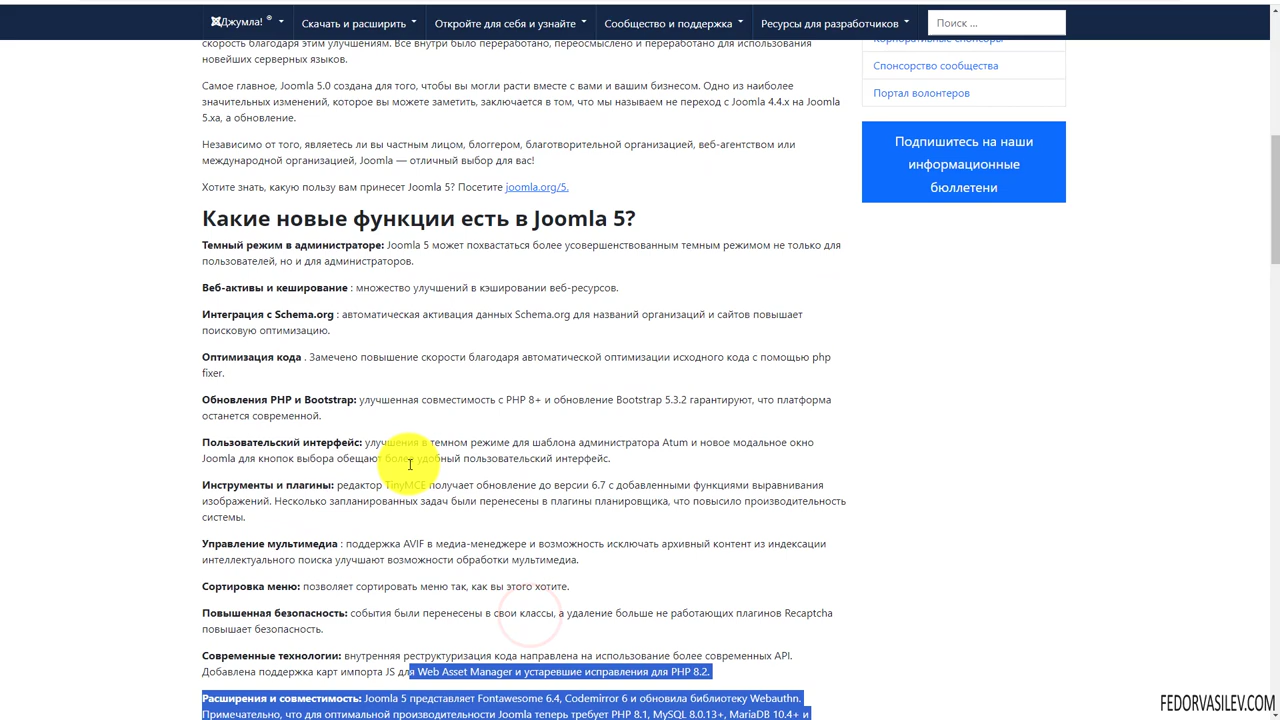 Джумла! ®
Скачать и расширить
Откройте для себя и узнайте
Сообщество и поддержка
Ресурсы для разработчиков
Поиск ...
скорость благодаря этим улучшениям. Все внутри было переработано, переосмыслено и переработано для использования
новейших серверных языков.
Самое главное, Joomla 5.0 создана для того, чтобы вы могли расти вместе с вами и вашим бизнесом. Одно из наиболее
значительных изменений, которое вы можете заметить, заключается в том, что мы называем не переход с Joomla 4.4.x на Joomla
5.xa, а обновление.
Независимо от того, являетесь ли вы частным лицом, блоггером, благотворительной организацией, веб-агентством или
международной организацией, Joomla — отличный выбор для вас!
Хотите знать, какую пользу вам принесет Joomla 5? Посетите joomla.org/5.
Какие новые функции есть в Joomla 5?
Темный режим в администраторе: Joomla 5 может похвастаться более усовершенствованным темным режимом не только для
пользователей, но и для администраторов.
Веб-активы и кеширование : множество улучшений в кэшировании веб-ресурсов.
Интеграция с Schema.org : автоматическая активация данных Schema.org для названий организаций и сайтов повышает
поисковую оптимизацию.
Оптимизация кода . Замечено повышение скорости благодаря автоматической оптимизации исходного кода с помощью php
fixer.
Обновления PHP и Bootstrap: улучшенная совместимость с PHP 8+ и обновление Bootstrap 5.3.2 гарантируют, что платформа
останется современной.
Пользовательский интерфейс: улучшения в темном режиме для шаблона администратора Atum и новое модальное окно
Joomla для кнопок выбора обещают более удобный пользовательский интерфейс.
Инструменты и плагины: редактор TinyMCE получает обновление до версии 6.7 с добавленными функциями выравнивания
изображений. Несколько запланированных задач были перенесены в плагины планировщика, что повысило производительность
системы.
Управление мультимедиа : поддержка AVIF в медиа-менеджере и возможность исключать архивный контент из индексации
интеллектуального поиска улучшают возможности обработки мультимедиа.
Сортировка меню: позволяет сортировать меню так, как вы этого хотите.
Повышенная безопасность: события были перенесены в свои классы, а удаление больше не работающих плагинов Recaptcha
повышает безопасность.
Современные технологии: внутренняя реструктуризация кода направлена на использование более современных API.
Добавлена поддержка карт импорта JS для Web Asset Manager и устаревшие исправления для PHP 8.2.
Расширения и совместимость: Joomla 5 представляет Fontawesome 6.4, Codemirror 6 и обновила библиотеку Webauthn.
Примечательно, что для оптимальной производительности Joomla теперь требует PHP 8.1, MySQL 8.0.13+, MariaDB 10.4+ и
Корпоративные спонсоры
Спонсорство сообщества
Портал волонтеров
Подпишитесь на наши
информационные
бюллетени
FEDORVASILEV.COM